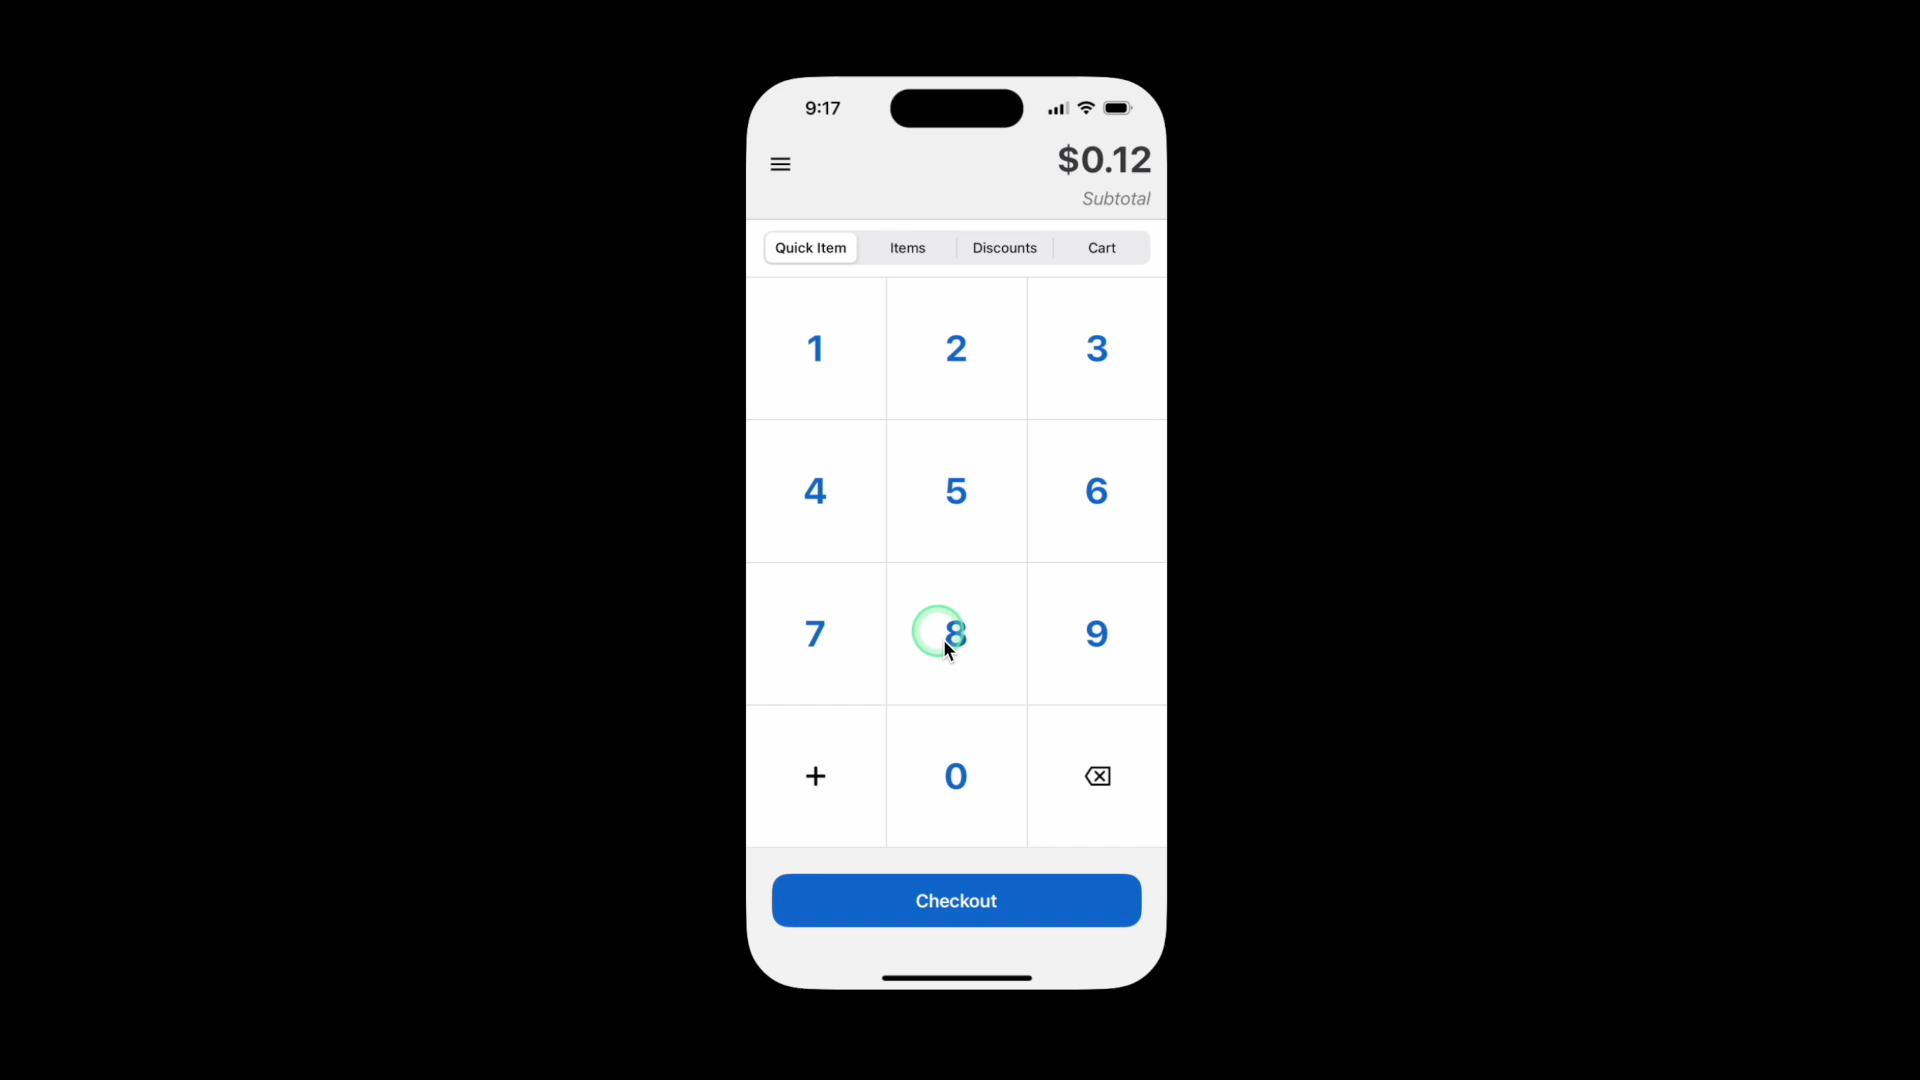 9:17
$0.12
Subtotal
Quick Item Items Discounts Cart
1 2 3
4 5 6
7 8 9
+ 0
Checkout